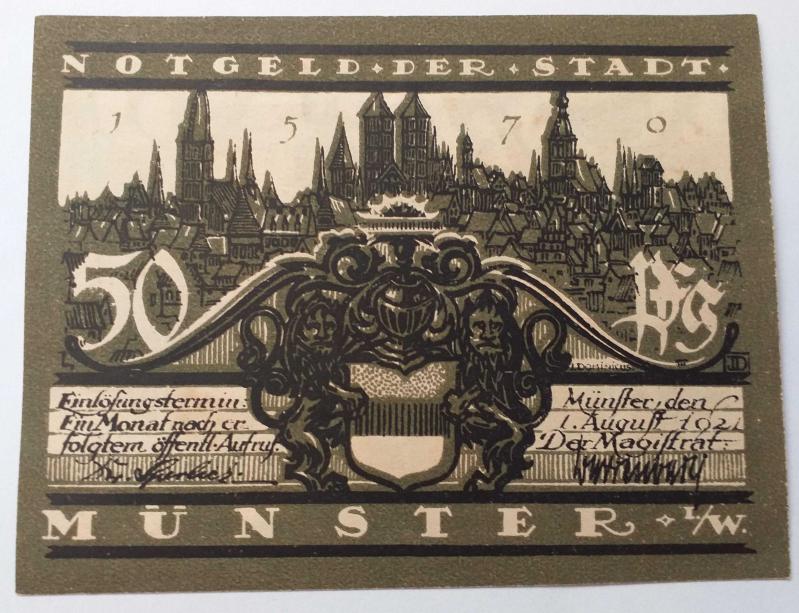 NOTGELD · DER · STADT ·
1 5 7 0
50 Pfg
Einlösungstermin:
Ein Monat nach er-
folgtem öffentl. Aufruf.
Münster, den
1. August 1921
Der Magistrat:
MÜNSTER · i/W.